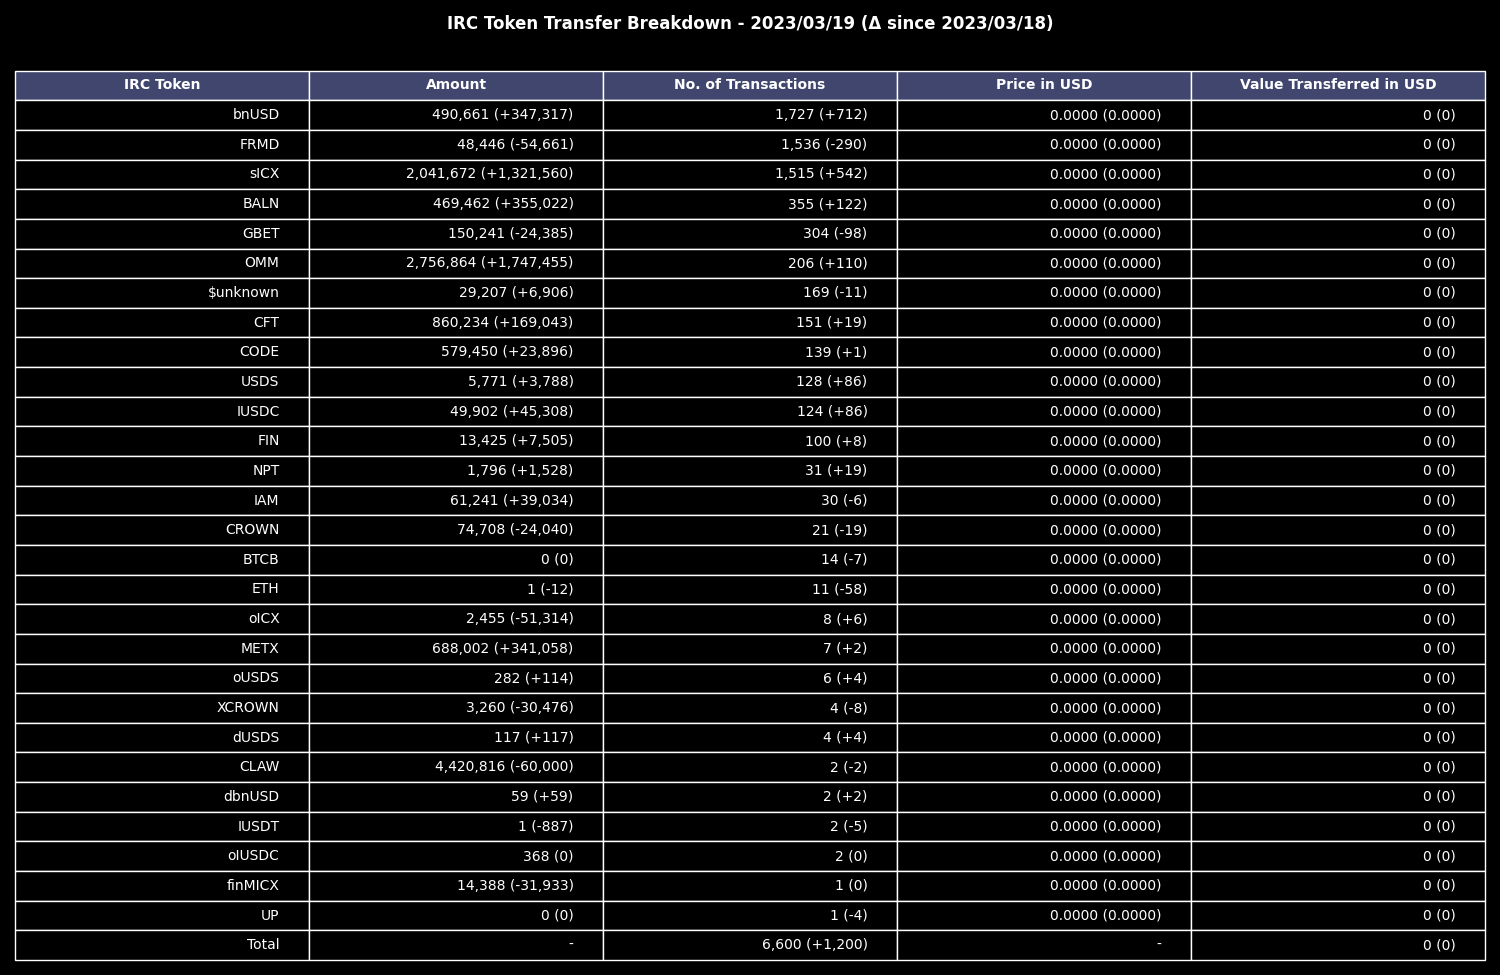 IRC Token Transfer Breakdown - 2023/03/19 (Δ since 2023/03/18)
IRC Token Amount No. of Transactions Price in USD Value Transferred in USD
bnUSD 490,661 (+347,317) 1,727 (+712) 0.0000 (0.0000) 0 (0)
FRMD 48,446 (-54,661) 1,536 (-290) 0.0000 (0.0000) 0 (0)
sICX 2,041,672 (+1,321,560) 1,515 (+542) 0.0000 (0.0000) 0 (0)
BALN 469,462 (+355,022) 355 (+122) 0.0000 (0.0000) 0 (0)
GBET 150,241 (-24,385) 304 (-98) 0.0000 (0.0000) 0 (0)
OMM 2,756,864 (+1,747,455) 206 (+110) 0.0000 (0.0000) 0 (0)
$unknown 29,207 (+6,906) 169 (-11) 0.0000 (0.0000) 0 (0)
CFT 860,234 (+169,043) 151 (+19) 0.0000 (0.0000) 0 (0)
CODE 579,450 (+23,896) 139 (+1) 0.0000 (0.0000) 0 (0)
USDS 5,771 (+3,788) 128 (+86) 0.0000 (0.0000) 0 (0)
IUSDC 49,902 (+45,308) 124 (+86) 0.0000 (0.0000) 0 (0)
FIN 13,425 (+7,505) 100 (+8) 0.0000 (0.0000) 0 (0)
NPT 1,796 (+1,528) 31 (+19) 0.0000 (0.0000) 0 (0)
IAM 61,241 (+39,034) 30 (-6) 0.0000 (0.0000) 0 (0)
CROWN 74,708 (-24,040) 21 (-19) 0.0000 (0.0000) 0 (0)
BTCB 0 (0) 14 (-7) 0.0000 (0.0000) 0 (0)
ETH 1 (-12) 11 (-58) 0.0000 (0.0000) 0 (0)
oICX 2,455 (-51,314) 8 (+6) 0.0000 (0.0000) 0 (0)
METX 688,002 (+341,058) 7 (+2) 0.0000 (0.0000) 0 (0)
oUSDS 282 (+114) 6 (+4) 0.0000 (0.0000) 0 (0)
XCROWN 3,260 (-30,476) 4 (-8) 0.0000 (0.0000) 0 (0)
dUSDS 117 (+117) 4 (+4) 0.0000 (0.0000) 0 (0)
CLAW 4,420,816 (-60,000) 2 (-2) 0.0000 (0.0000) 0 (0)
dbnUSD 59 (+59) 2 (+2) 0.0000 (0.0000) 0 (0)
IUSDT 1 (-887) 2 (-5) 0.0000 (0.0000) 0 (0)
oIUSDC 368 (0) 2 (0) 0.0000 (0.0000) 0 (0)
finMICX 14,388 (-31,933) 1 (0) 0.0000 (0.0000) 0 (0)
UP 0 (0) 1 (-4) 0.0000 (0.0000) 0 (0)
Total - 6,600 (+1,200) - 0 (0)